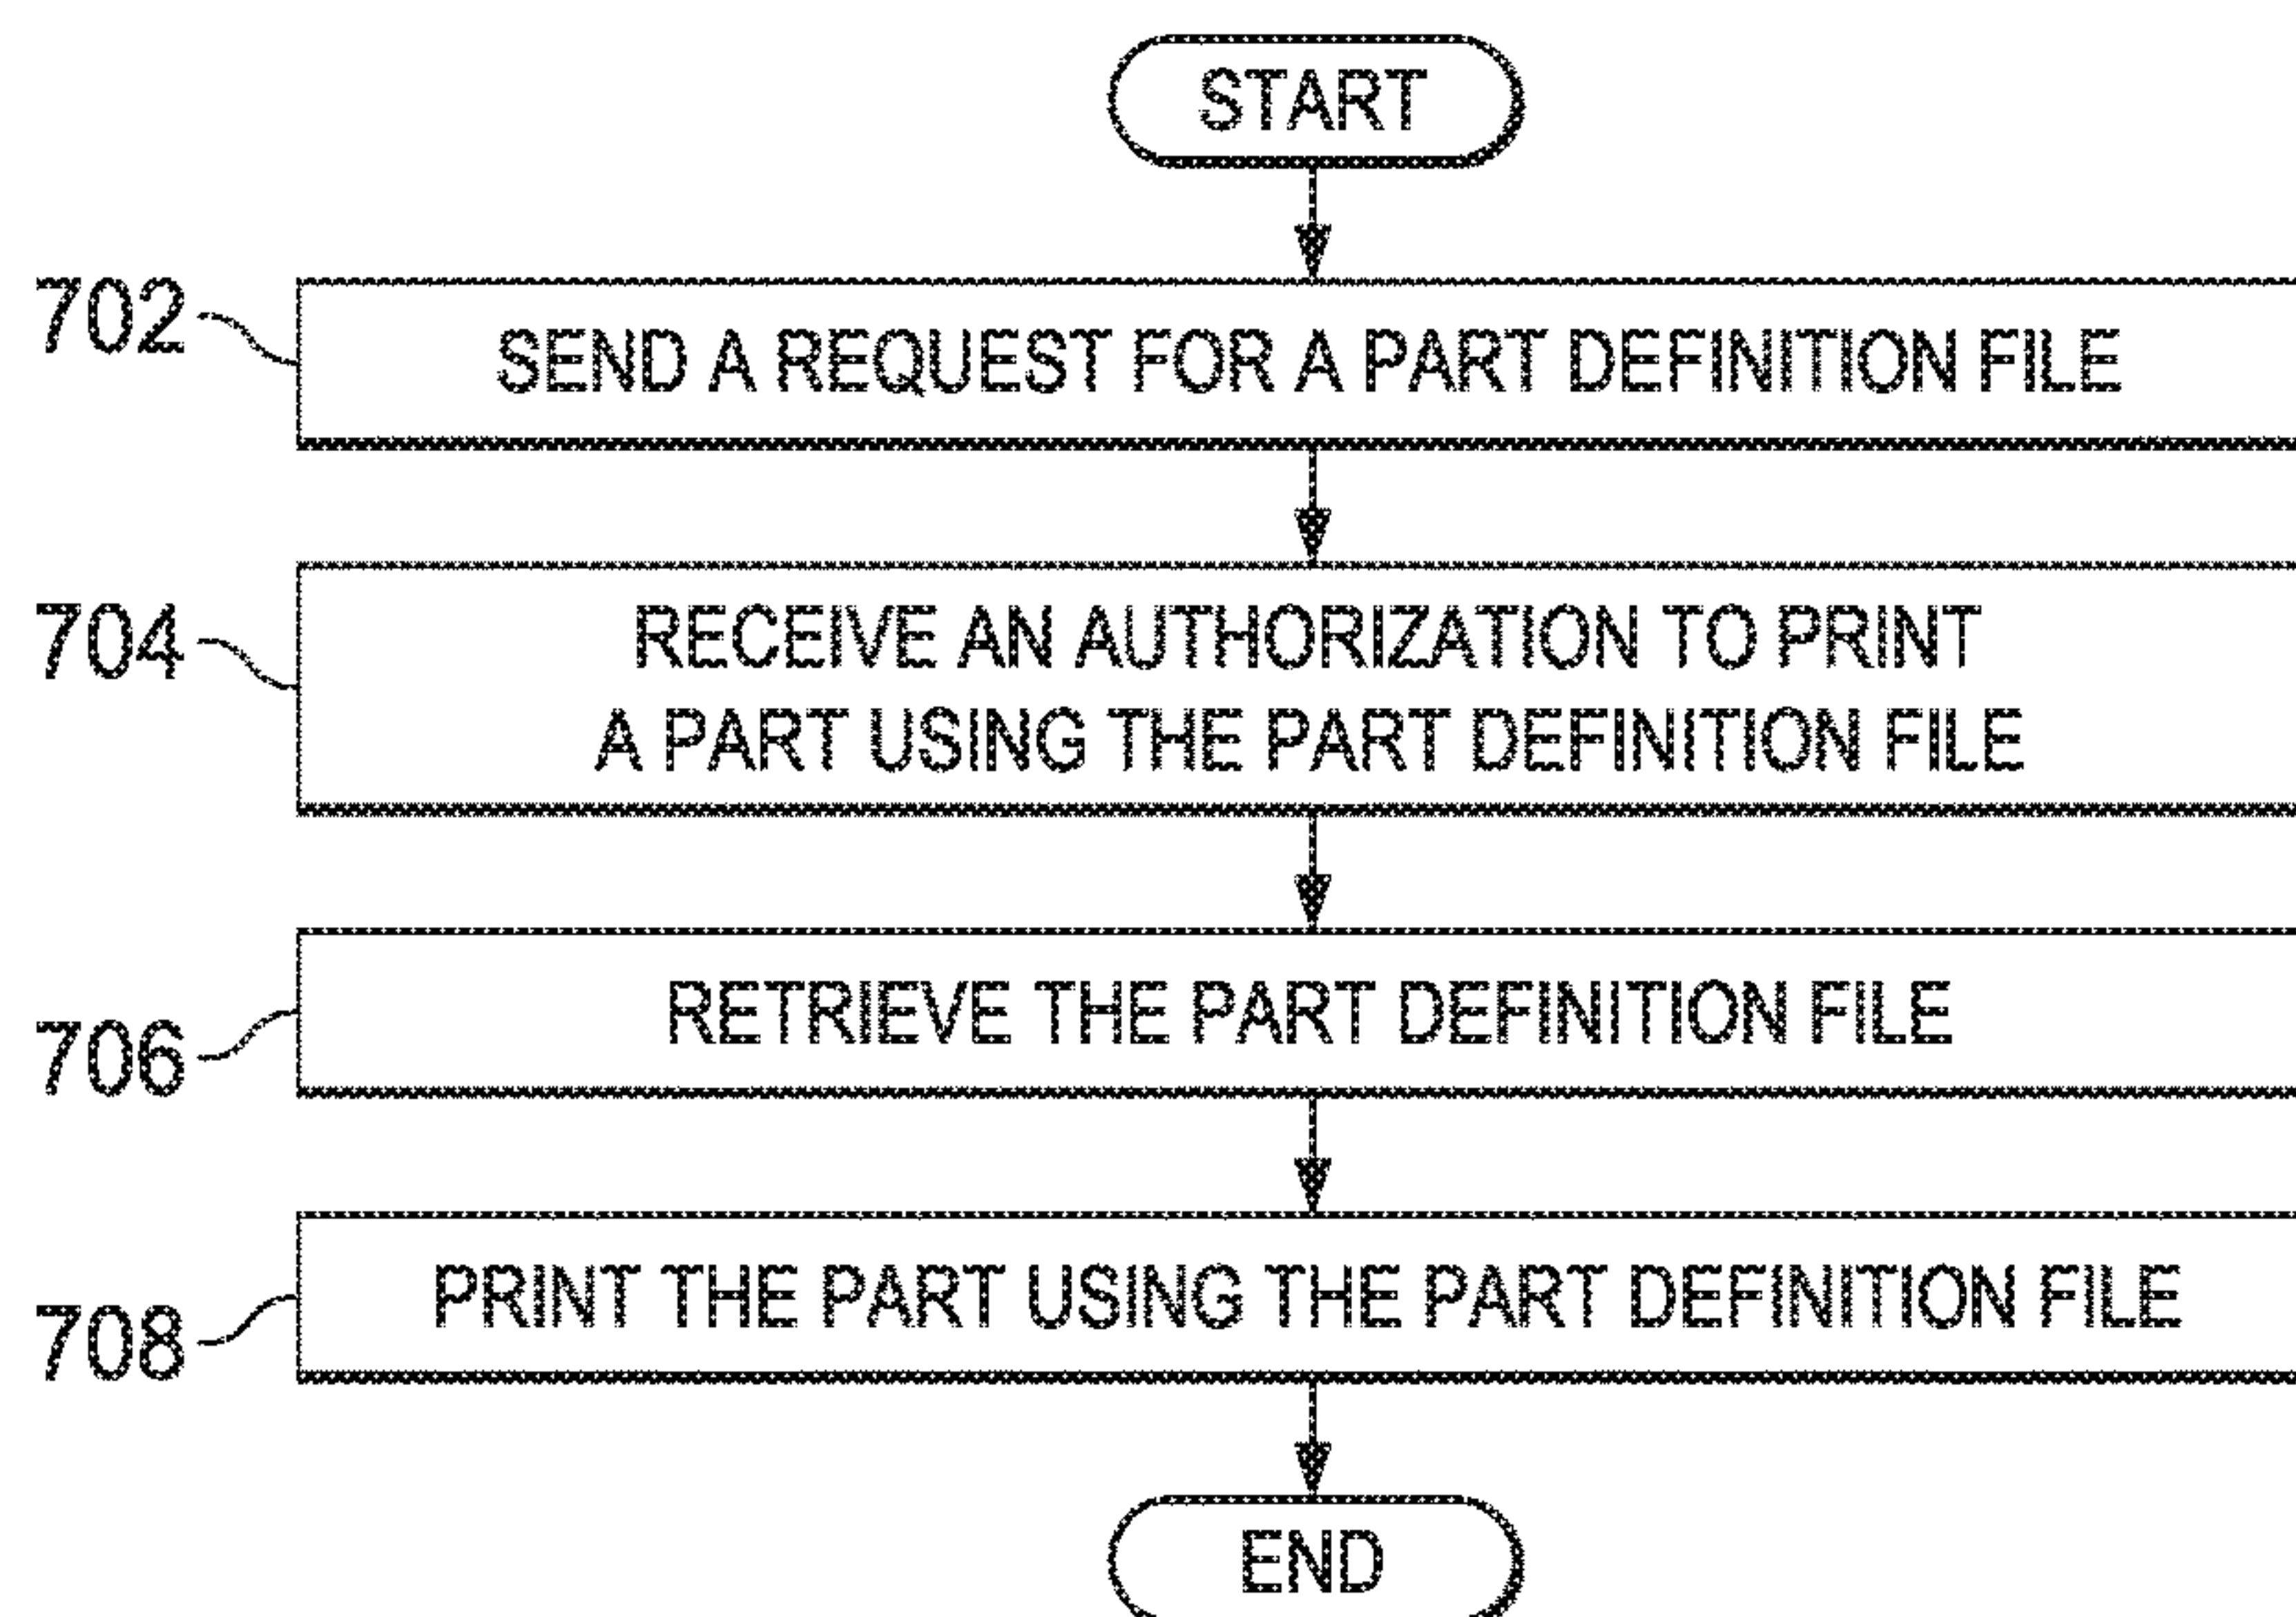 START
702
SEND A REQUEST FOR A PART DEFINITION FILE
704
RECEIVE AN AUTHORIZATION TO PRINT
A PART USING THE PART DEFINITION FILE
706
RETRIEVE THE PART DEFINITION FILE
708
PRINT THE PART USING THE PART DEFINITION FILE
END